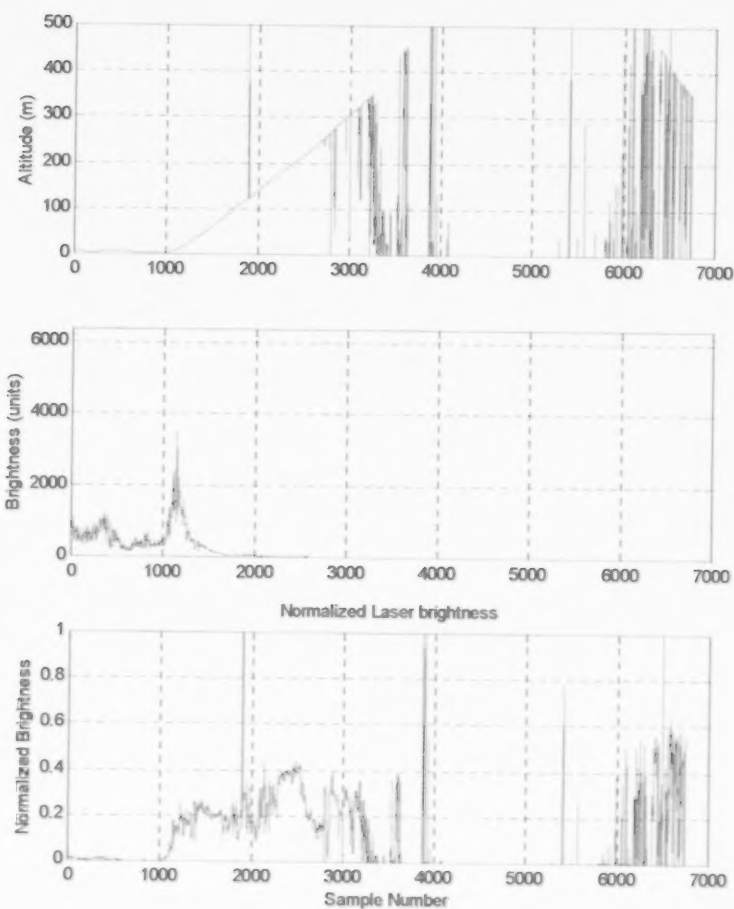 Altitude (m)
500
400
300
200
100
0
0 1000 2000 3000 4000 5000 6000 7000
Brightness (units)
6000
4000
2000
0
0 1000 2000 3000 4000 5000 6000 7000
Normalized Laser brightness
Normalized Brightness
1
0.8
0.6
0.4
0.2
0
0 1000 2000 3000 4000 5000 6000 7000
Sample Number